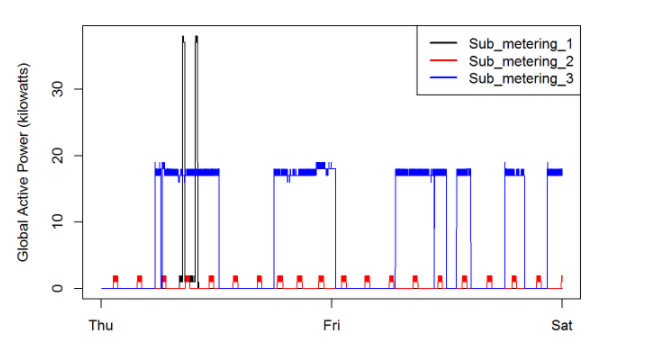 Sub_metering_1
Sub_metering_2
Sub_metering_3
Global Active Power (kilowatts)
30
20
10
0
Thu Fri Sat